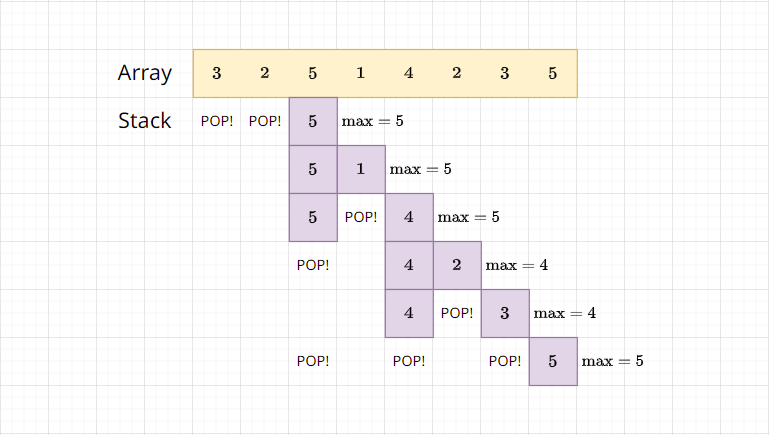 Array 3 2 5 1 4 2 3 5
Stack POP! POP! 5 max = 5
5 1 max = 5
5 POP! 4 max = 5
POP! 4 2 max = 4
4 POP! 3 max = 4
POP! POP! POP! 5 max = 5